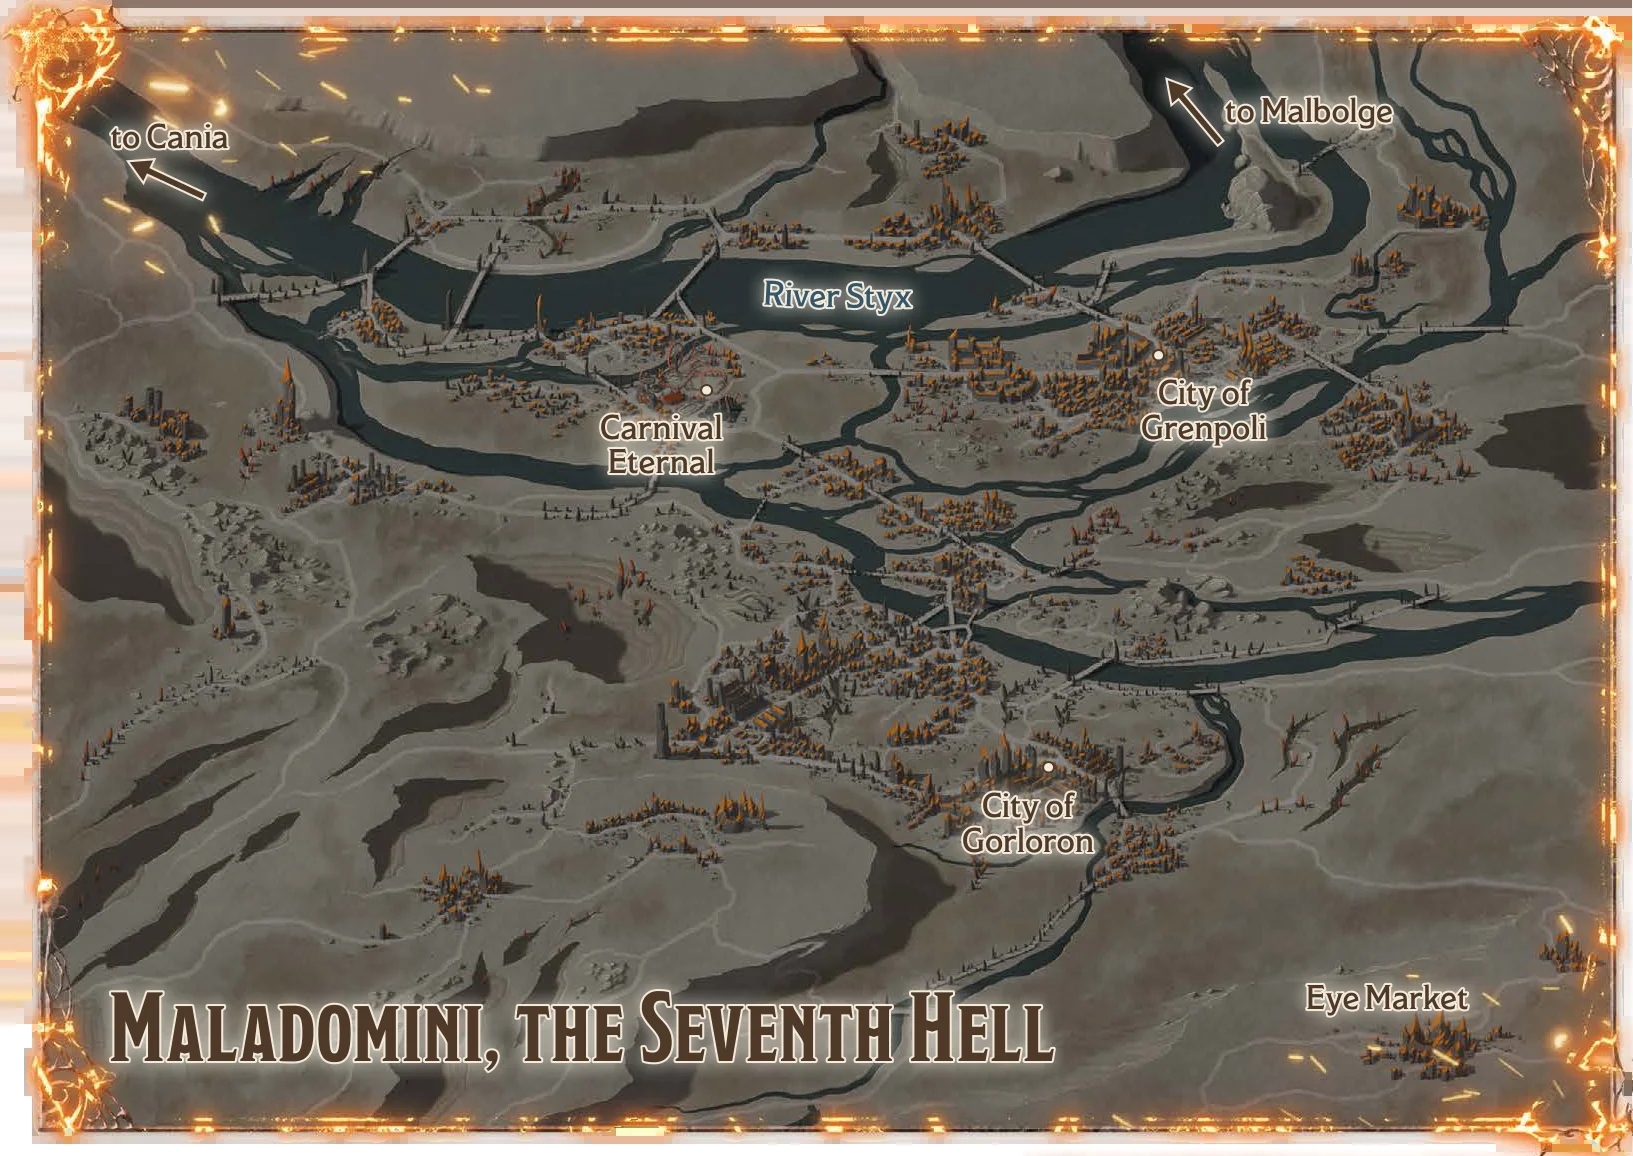 to Cania
to Malbolge
River Styx
City of
Grenpoli
Carnival
Eternal
City of
Gorloron
Eye Market
MALADOMINI, THE SEVENTH HELL